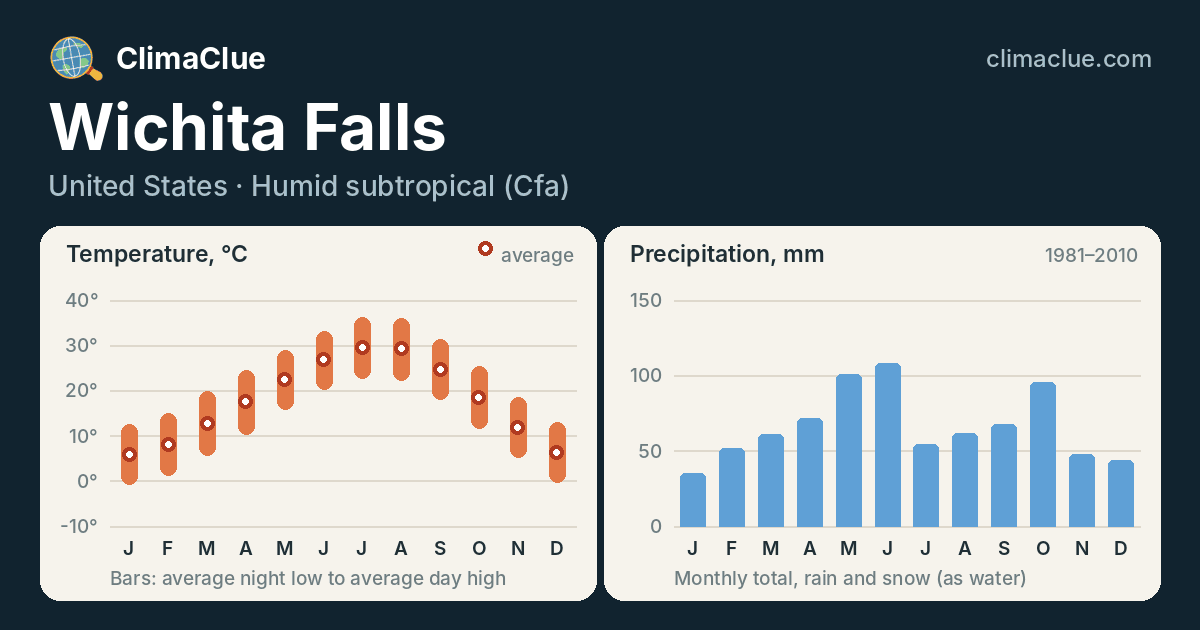 ClimaClue
climaclue.com
Wichita Falls
United States · Humid subtropical (Cfa)
Temperature, °C
average
40°
30°
20°
10°
0°
-10°
J F M A M J J A S O N D
Bars: average night low to average day high
Precipitation, mm
1981–2010
150
100
50
0
J F M A M J J A S O N D
Monthly total, rain and snow (as water)